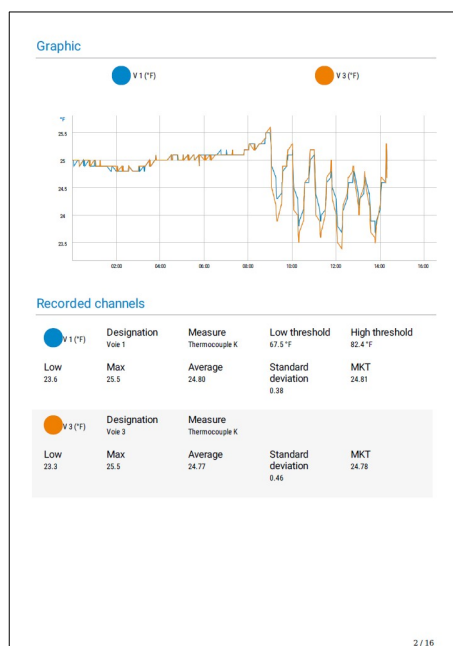 Graphic
V 1 (°F) V 3 (°F)
°F
25.5
25
24.5
24
23.5
02:00 04:00 06:00 08:00 10:00 12:00 14:00 16:00
Recorded channels
V 1 (°F) Designation Measure Low threshold High threshold
Voie 1 Thermocouple K 67.5 °F 82.4 °F
Low Max Average Standard deviation MKT
23.6 25.5 24.80 0.38 24.81
V 3 (°F) Designation Measure
Voie 3 Thermocouple K
Low Max Average Standard deviation MKT
23.3 25.5 24.77 0.46 24.78
2 / 16